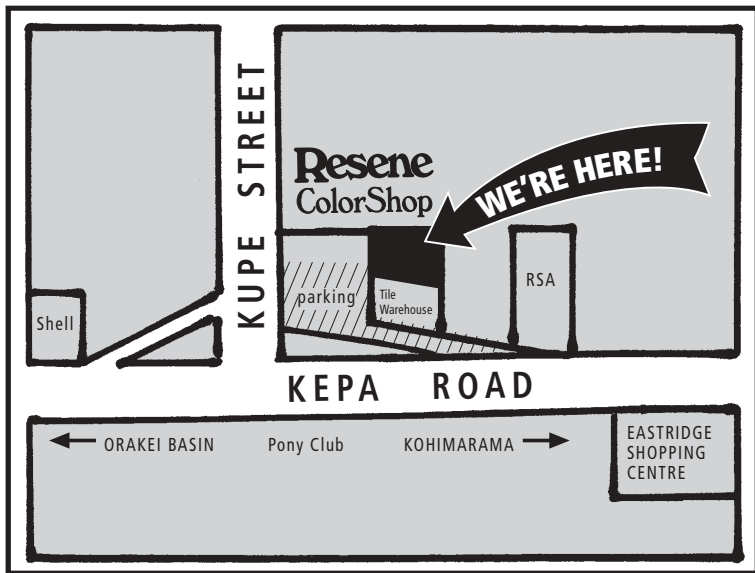 KUPE STREET
Resene
ColorShop
WE'RE HERE!
parking
Tile
Warehouse
RSA
Shell
KEPA ROAD
ORAKEI BASIN
Pony Club
KOHIMARAMA
EASTRIDGE
SHOPPING
CENTRE